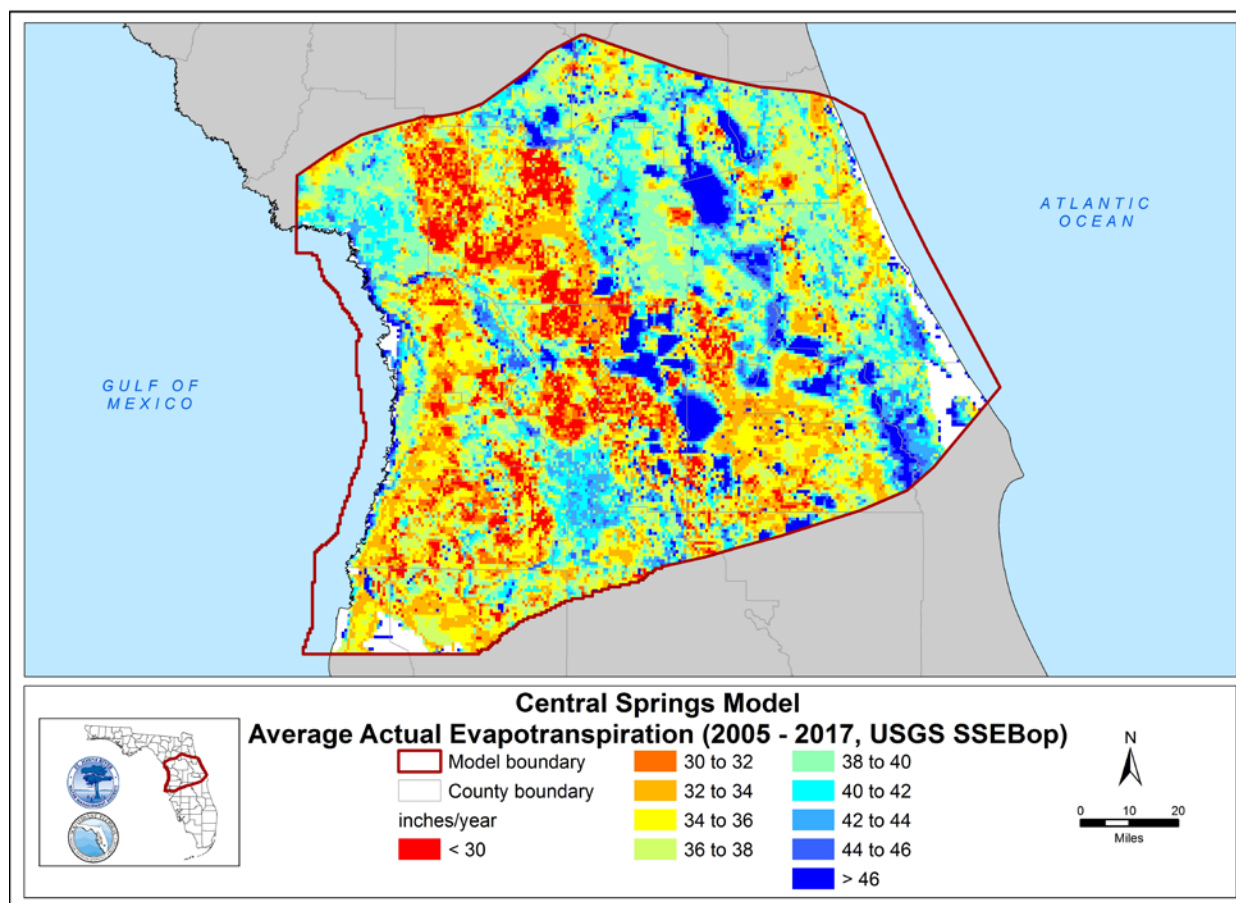 ATLANTIC
OCEAN
GULF OF
MEXICO
Central Springs Model
Average Actual Evapotranspiration (2005 - 2017, USGS SSEBop)
Model boundary
County boundary
inches/year
< 30
30 to 32
32 to 34
34 to 36
36 to 38
38 to 40
40 to 42
42 to 44
44 to 46
> 46
N
0 10 20
Miles